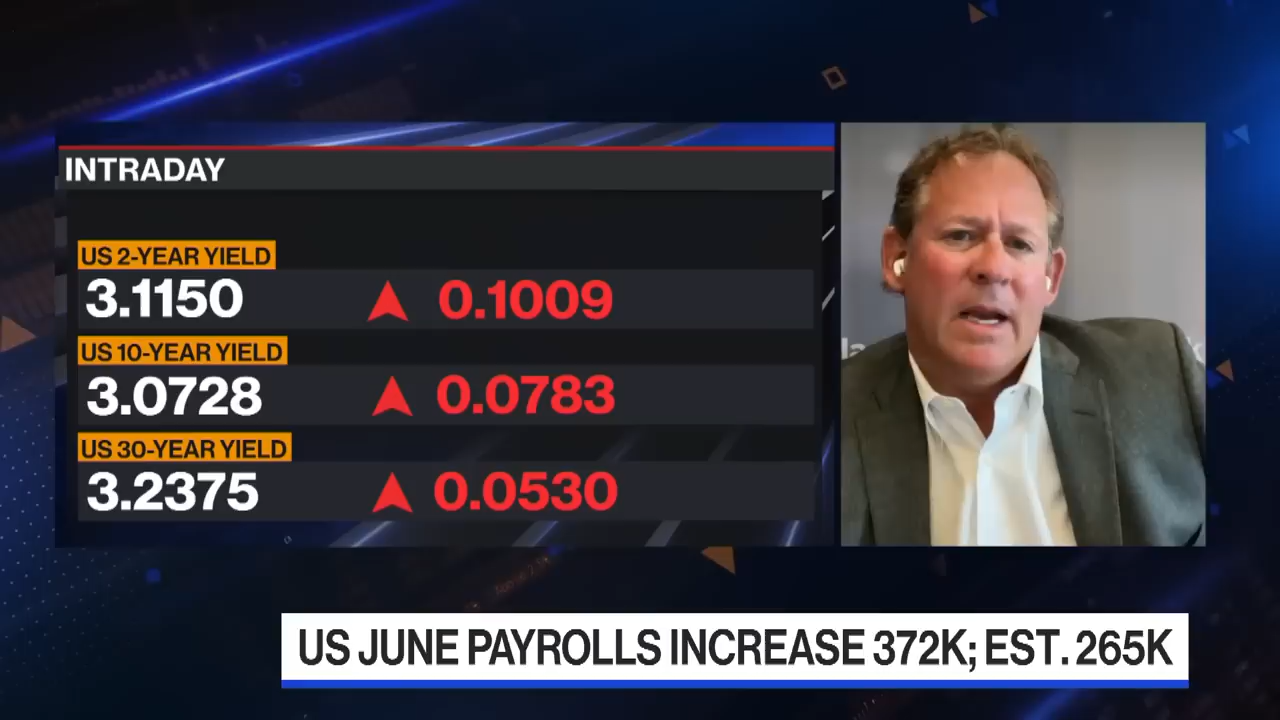 INTRADAY
US 2-YEAR YIELD
3.1150 0.1009
US 10-YEAR YIELD
3.0728 0.0783
US 30-YEAR YIELD
3.2375 0.0530
US JUNE PAYROLLS INCREASE 372K; EST. 265K